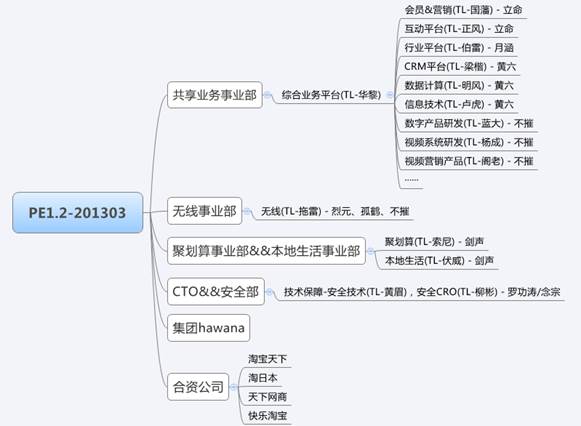 PE1.2-201303
共享业务事业部
综合业务平台(TL-华黎)
会员&营销(TL-国藩) - 立命
互动平台(TL-正风) - 立命
行业平台(TL-伯雷) - 月涵
CRM平台(TL-梁楷) - 黄六
数据计算(TL-明风) - 黄六
信息技术(TL-卢虎) - 黄六
数字产品研发(TL-蓝大) - 不摧
视频系统研发(TL-杨成) - 不摧
视频营销产品(TL-阁老) - 不摧
......
无线事业部
无线(TL-拖雷) - 烈元、孤鹤、不摧
聚划算事业部&&本地生活事业部
聚划算(TL-索尼) - 剑声
本地生活(TL-伏威) - 剑声
CTO&&安全部
技术保障-安全技术(TL-黄眉)，安全CRO(TL-柳彬) - 罗功涛/念宗
集团hawana
合资公司
淘宝天下
淘日本
天下网商
快乐淘宝